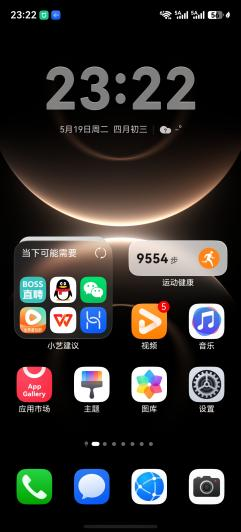 23:22
5A
5A
23:22
5月19日周二 四月初三
当下可能需要
9554 步
BOSS
直聘
运动健康
5
小艺建议
视频
音乐
App
Gallery
应用市场
主题
图库
设置